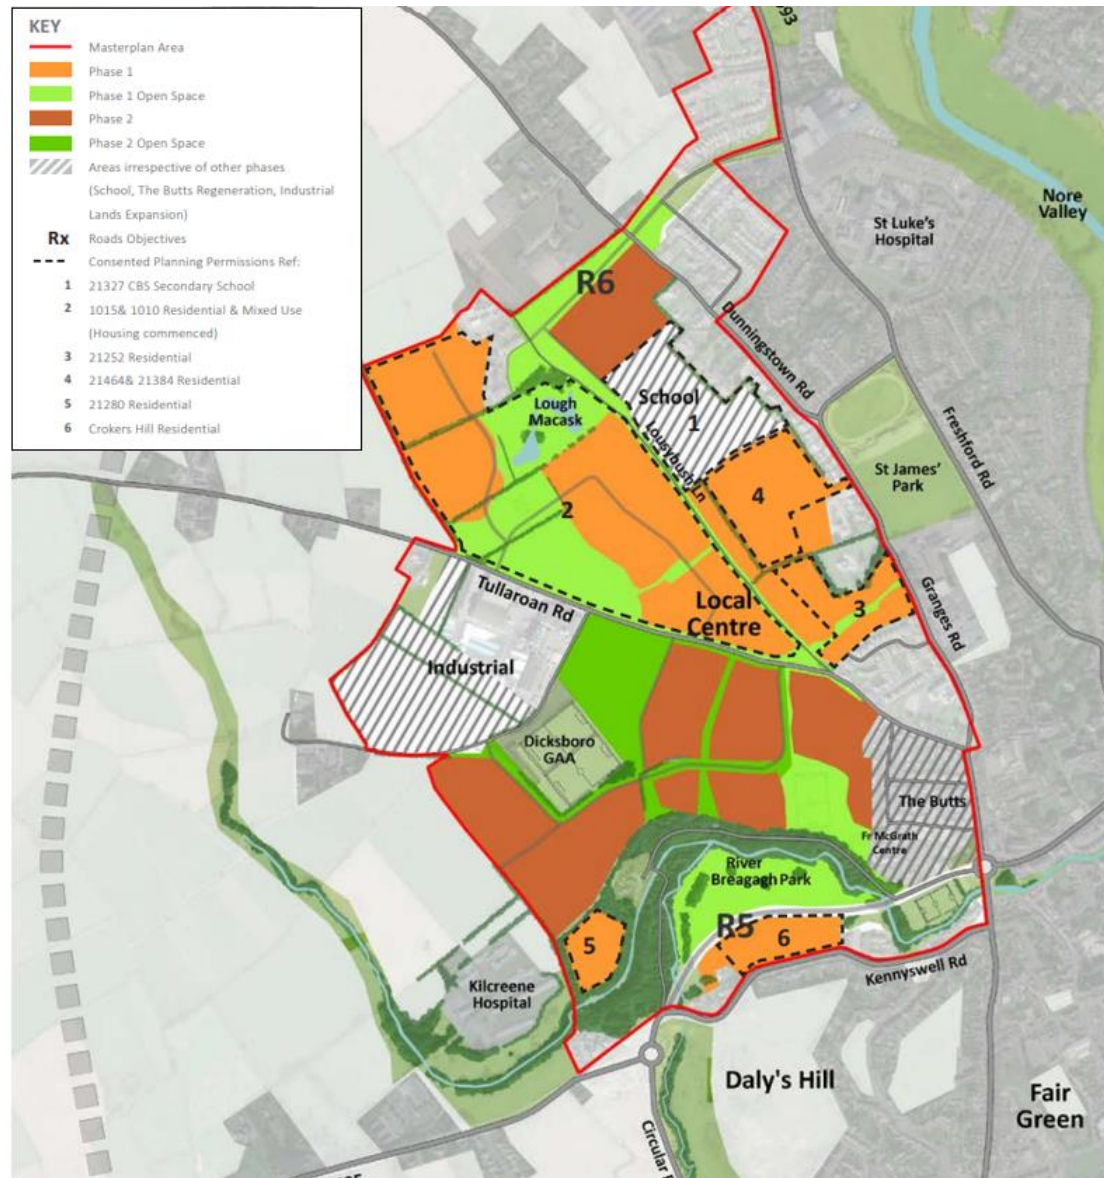 KEY
Masterplan Area
Phase 1
Phase 1 Open Space
Phase 2
Phase 2 Open Space
Areas irrespective of other phases
(School, The Butts Regeneration, Industrial
Lands Expansion)
Rx Roads Objectives
Consented Planning Permissions Ref:
1 21327 CBS Secondary School
2 1015& 1010 Residential & Mixed Use
(Housing commenced)
3 21252 Residential
4 21464& 21384 Residential
5 21280 Residential
6 Crokers Hill Residential
Nore
Valley
St Luke's
Hospital
R6
Dunningstown Rd
School
1
Lough
Macask
Lousybush Ln
Freshford Rd
St James'
Park
4
2
Granges Rd
3
Local
Centre
Tullaroan Rd
Industrial
Dicksboro
GAA
The Butts
Fr McGrath
Centre
River
Breagagh Park
R5
5
6
Kennyswell Rd
Kilcreene
Hospital
Daly's Hill
Fair
Green
Circular